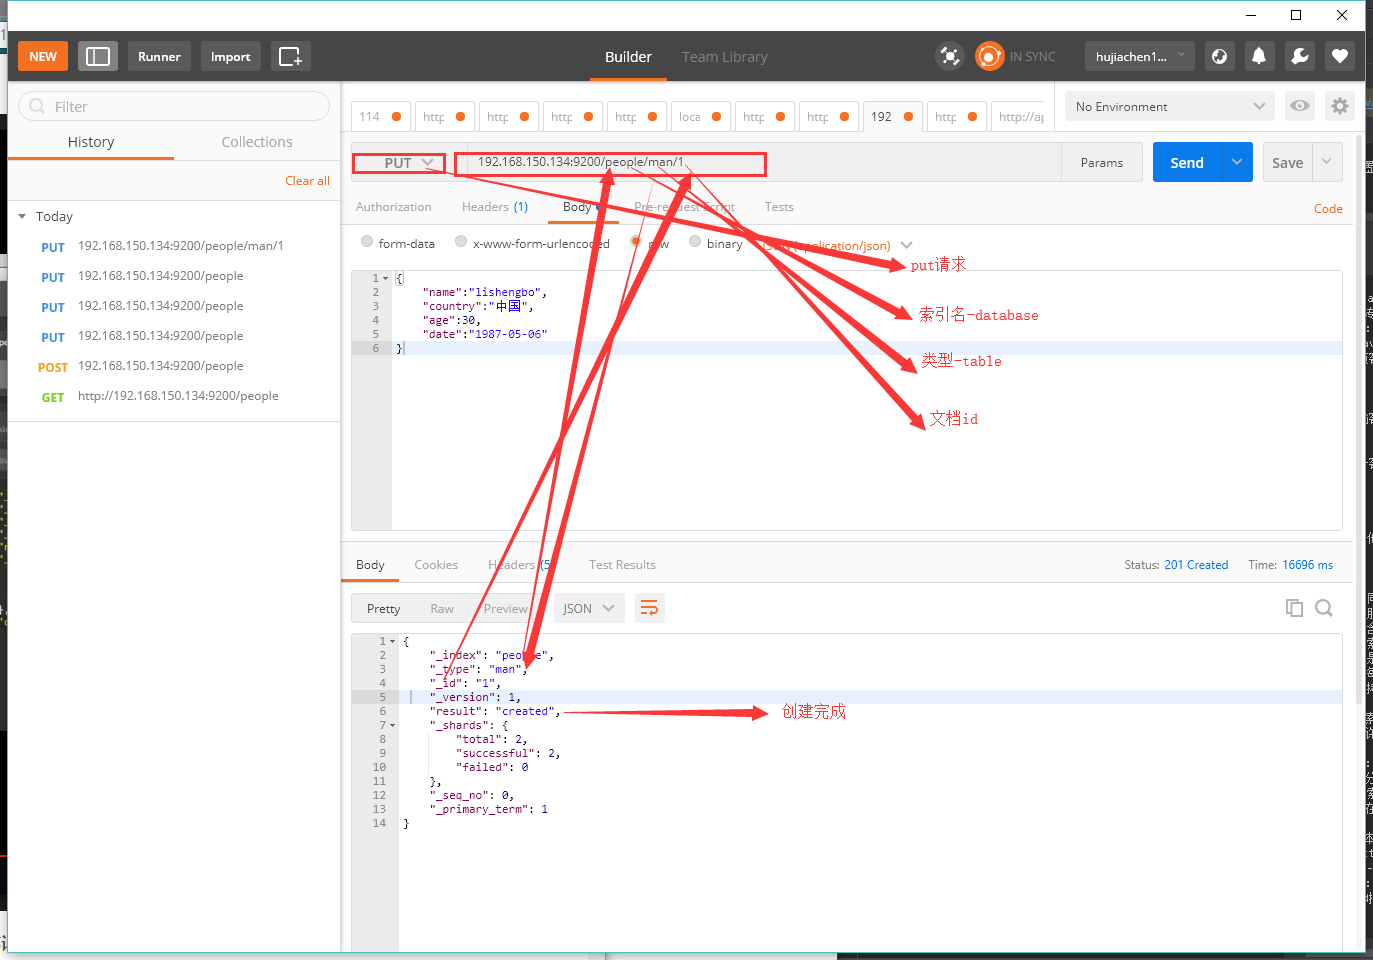 NEW
Runner
Import
Builder
Team Library
IN SYNC
hujiachen1...
Filter
History
Collections
Clear all
Today
PUT 192.168.150.134:9200/people/man/1
PUT 192.168.150.134:9200/people
PUT 192.168.150.134:9200/people
PUT 192.168.150.134:9200/people
POST 192.168.150.134:9200/people
GET http://192.168.150.134:9200/people
114 http http http http loca http http 192 http http://ap
No Environment
PUT 192.168.150.134:9200/people/man/1
Params
Send
Save
Authorization Headers (1) Body Pre-request Script Tests
Code
form-data x-www-form-urlencoded raw binary JSON (application/json)
1 {
2 "name":"lishengbo",
3 "country":"中国",
4 "age":30,
5 "date":"1987-05-06"
6 }
put请求
索引名-database
类型-table
文档id
Body Cookies Headers (5) Test Results
Status: 201 Created Time: 16696 ms
Pretty Raw Preview JSON
1 {
2 "_index": "people",
3 "_type": "man",
4 "_id": "1",
5 "_version": 1,
6 "result": "created",
创建完成
7 "_shards": {
8 "total": 2,
9 "successful": 2,
10 "failed": 0
11 },
12 "_seq_no": 0,
13 "_primary_term": 1
14 }